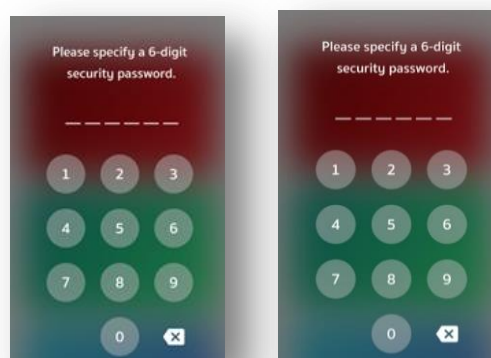 Please specify a 6-digit
security password.
1 2 3
4 5 6
7 8 9
0
Please specify a 6-digit
security password.
1 2 3
4 5 6
7 8 9
0